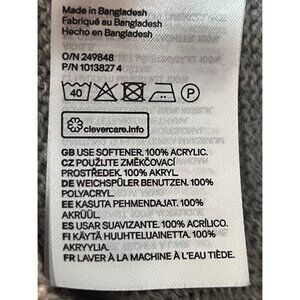 Made in Bangladesh
Fabriqué au Bangladesh
Hecho en Bangladesh
O/N 249848
P/N 1013827 4
40 P
clevercare.info
GB USE SOFTENER. 100% ACRYLIC.
CZ POUŽIJTE ZMĚKČOVACÍ
PROSTŘEDEK. 100% AKRYL.
DE WEICHSPÜLER BENUTZEN. 100%
POLYACRYL.
EE KASUTA PEHMENDAJAT. 100%
AKRÜÜL.
ES USAR SUAVIZANTE. 100% ACRÍLICO.
FI KÄYTÄ HUUHTELUAINETTA. 100%
AKRYYLIA.
FR LAVER À LA MACHINE À L'EAU TIÈDE.